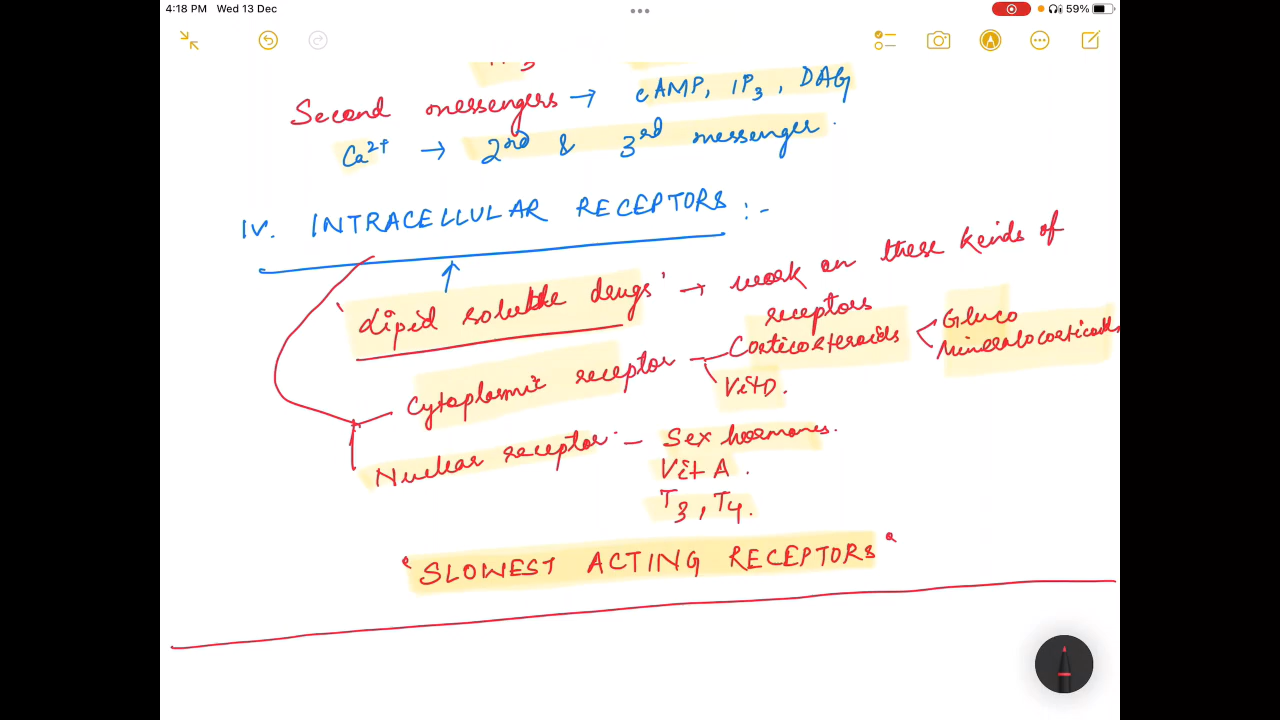 4:18 PM Wed 13 Dec
59%
Second messengers → cAMP, IP3, DAG
Ca2+ → 2rd & 3rd messenger.
IV. INTRACELLULAR RECEPTORS :-
'Lipid soluble drugs' → work on these kinds of
receptors
Cytoplasmic receptor - Corticosteroids < Gluco
Mineralocorticoids
VitD.
Nuclear receptor - Sex hormones.
Vit A.
T3, T4.
"SLOWEST ACTING RECEPTORS"